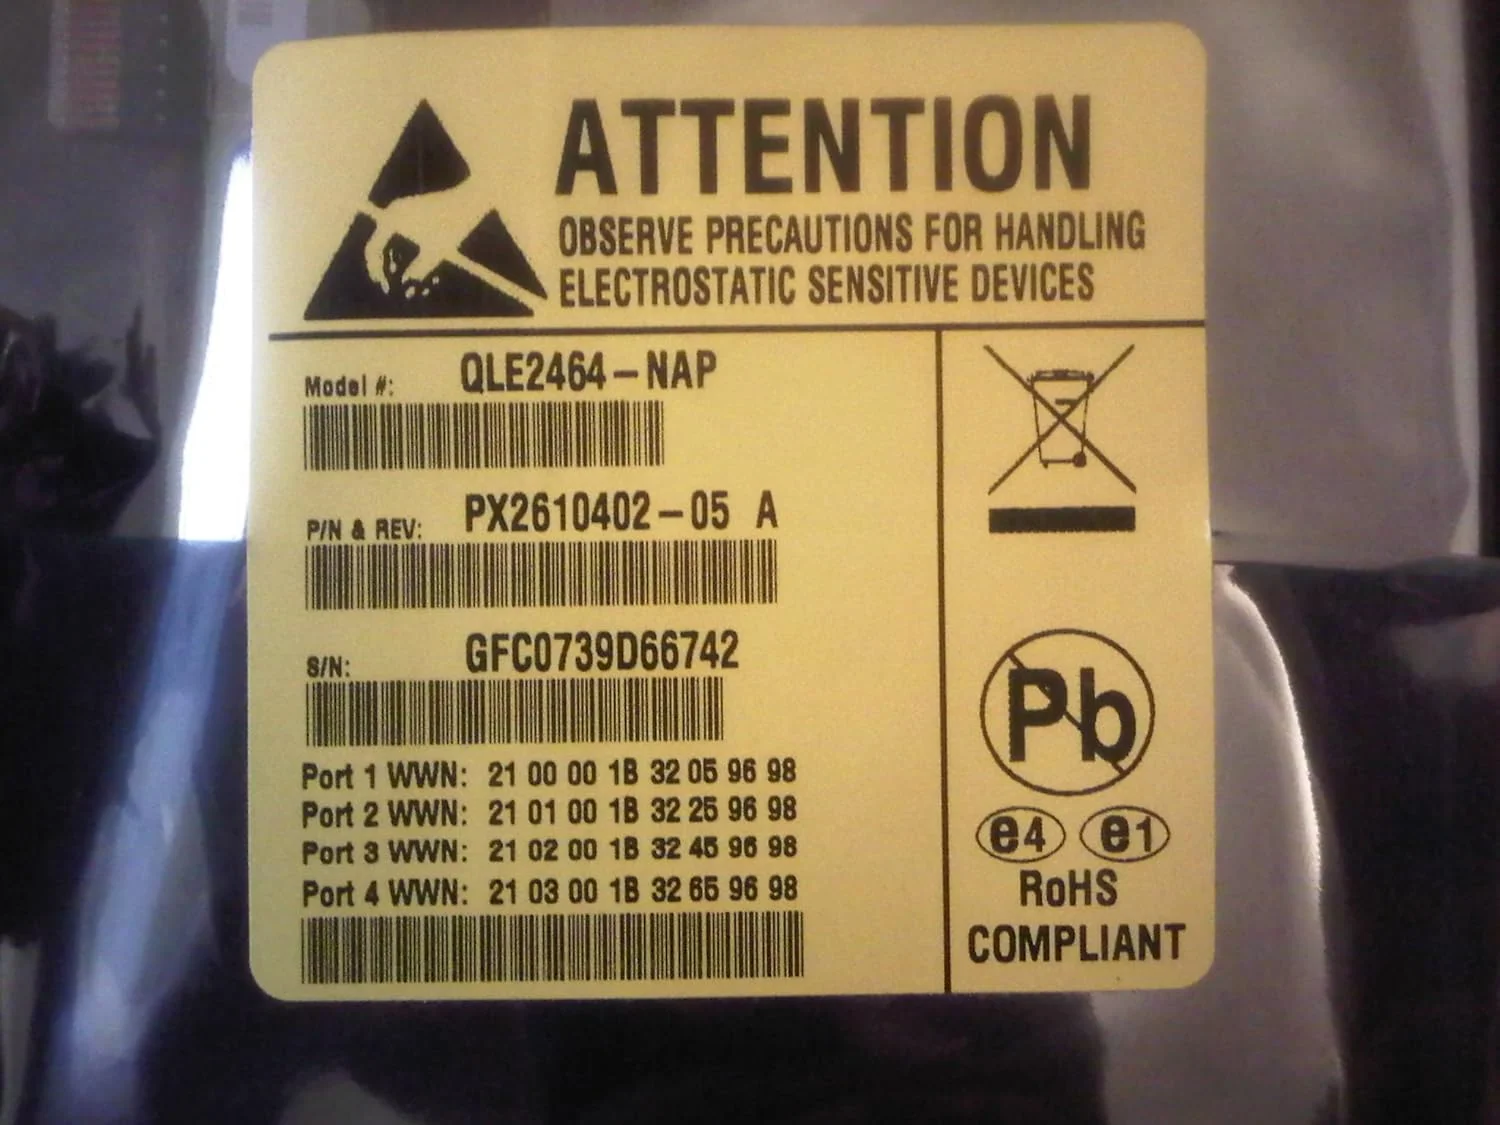 ATTENTION
OBSERVE PRECAUTIONS FOR HANDLING
ELECTROSTATIC SENSITIVE DEVICES
Model #: QLE2464-NAP
P/N & REV: PX2610402-05 A
S/N: GFC0739D66742
Port 1 WWN: 21 00 00 1B 32 05 96 98
Port 2 WWN: 21 01 00 1B 32 25 96 98
Port 3 WWN: 21 02 00 1B 32 45 96 98
Port 4 WWN: 21 03 00 1B 32 65 96 98
Pb
e4 e1
RoHS
COMPLIANT